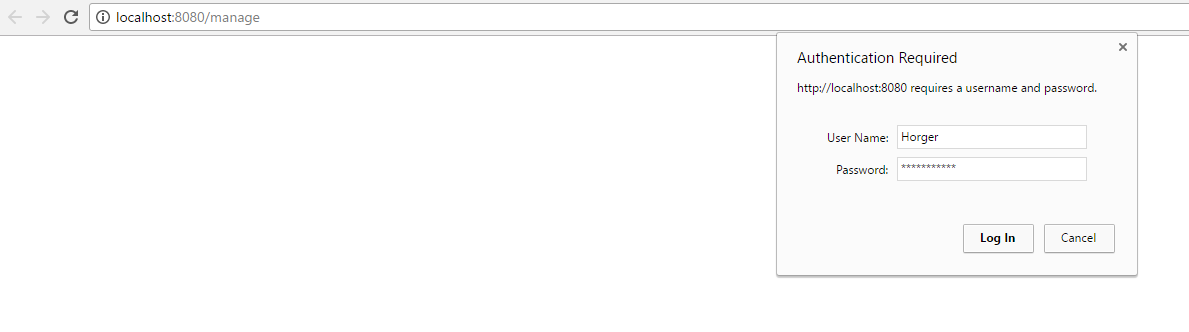 localhost:8080/manage
Authentication Required
http://localhost:8080 requires a username and password.
User Name: Horger
Password: ***********
Log In Cancel